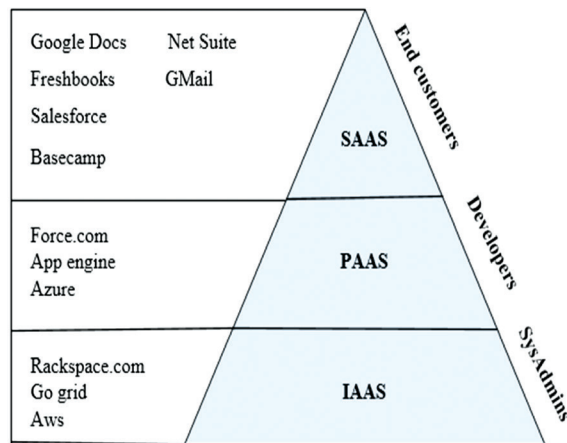 Google Docs Net Suite
Freshbooks GMail
Salesforce
Basecamp
SAAS
End customers
Force.com
App engine
Azure
PAAS
Developers
Rackspace.com
Go grid
Aws
IAAS
SysAdmins